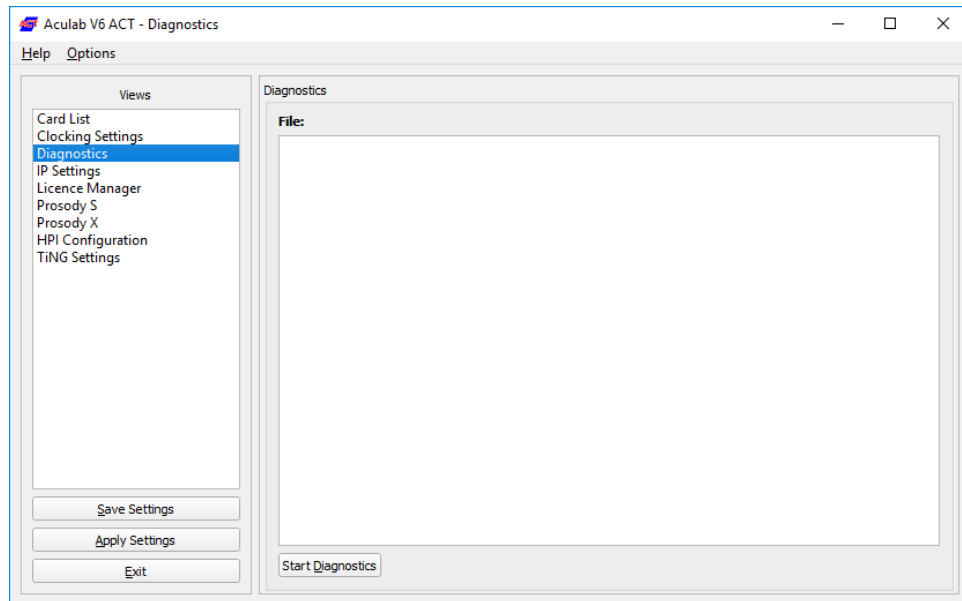 Aculab V6 ACT - Diagnostics
Help Options
Views
Card List
Clocking Settings
Diagnostics
IP Settings
Licence Manager
Prosody S
Prosody X
HPI Configuration
TiNG Settings
Save Settings
Apply Settings
Exit
Diagnostics
File:
Start Diagnostics